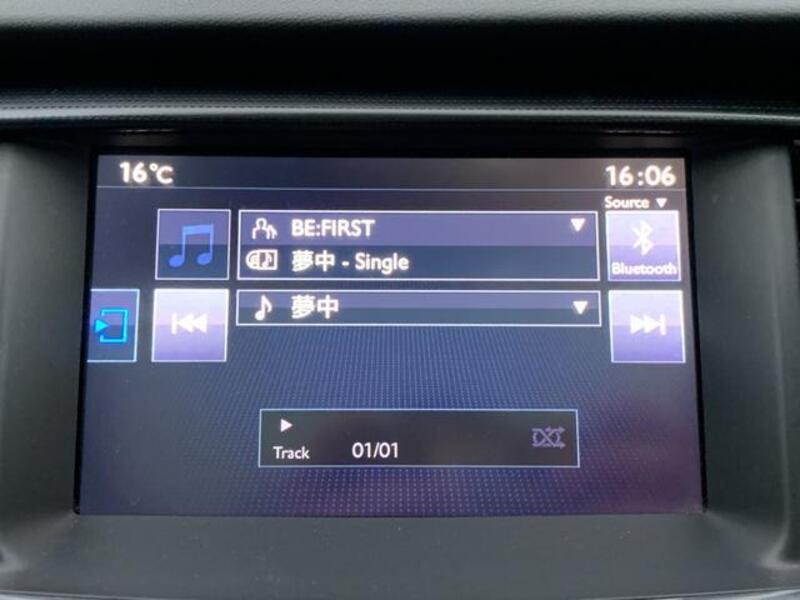 16℃
16:06
Source
BE:FIRST
夢中 - Single
Bluetooth
夢中
Track 01/01